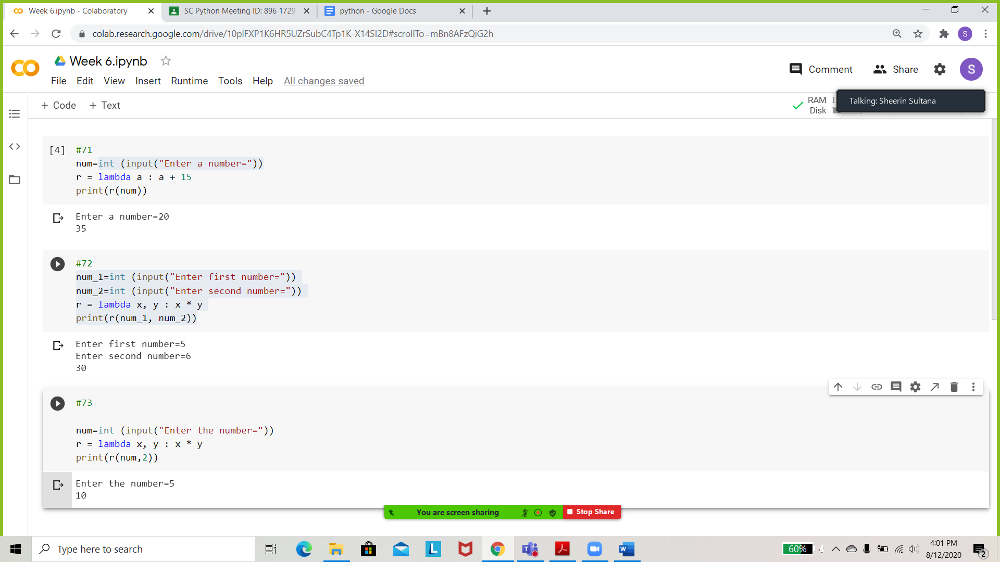 Week 6.ipynb - Colaboratory
SC Python Meeting ID: 896 1729
python - Google Docs
colab.research.google.com/drive/10plFXP1K6HR5UZrSubC4Tp1K-X14SI2D#scrollTo=mBn8AFzQiG2h
S
Week 6.ipynb
Comment
Share
S
File Edit View Insert Runtime Tools Help All changes saved
+ Code + Text
RAM
Disk
Talking: Sheerin Sultana
[4] #71
num=int (input("Enter a number="))
r = lambda a : a + 15
print(r(num))
Enter a number=20
35
#72
num_1=int (input("Enter first number="))
num_2=int (input("Enter second number="))
r = lambda x, y : x * y
print(r(num_1, num_2))
Enter first number=5
Enter second number=6
30
#73
num=int (input("Enter the number="))
r = lambda x, y : x * y
print(r(num,2))
Enter the number=5
10
You are screen sharing
Stop Share
Type here to search
60%
4:01 PM
8/12/2020
2